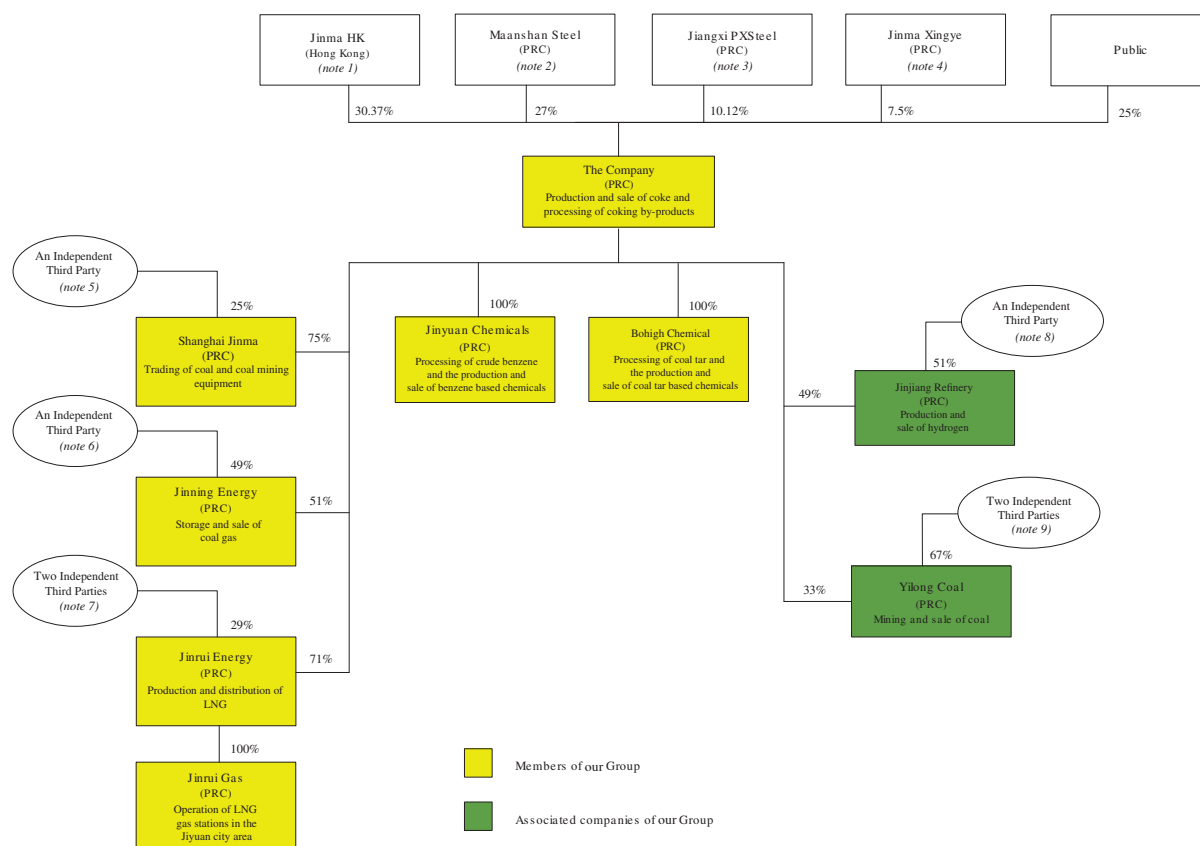 Jinma HK
(Hong Kong)
(note 1)
Maanshan Steel
(PRC)
(note 2)
Jiangxi PXSteel
(PRC)
(note 3)
Jinma Xingye
(PRC)
(note 4)
Public
30.37%
27%
10.12%
7.5%
25%
The Company
(PRC)
Production and sale of coke and
processing of coking by-products
An Independent
Third Party
(note 5)
25%
Shanghai Jinma
(PRC)
Trading of coal and coal mining
equipment
75%
100%
Jinyuan Chemicals
(PRC)
Processing of crude benzene
and the production and
sale of benzene based chemicals
100%
Bohigh Chemical
(PRC)
Processing of coal tar and
the production and
sale of coal tar based chemicals
An Independent
Third Party
(note 8)
51%
49%
Jinjiang Refinery
(PRC)
Production and
sale of hydrogen
An Independent
Third Party
(note 6)
49%
Jinning Energy
(PRC)
Storage and sale of
coal gas
51%
Two Independent
Third Parties
(note 9)
67%
33%
Yilong Coal
(PRC)
Mining and sale of coal
Two Independent
Third Parties
(note 7)
29%
Jinrui Energy
(PRC)
Production and distribution of
LNG
71%
100%
Jinrui Gas
(PRC)
Operation of LNG
gas stations in the
Jiyuan city area
Members of our Group
Associated companies of our Group